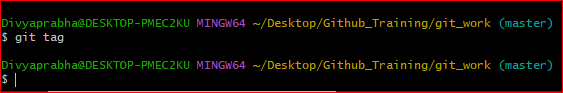 Divyaprabha@DESKTOP-PMEC2KU MINGW64 ~/Desktop/Github_Training/git_work (master)
$ git tag
Divyaprabha@DESKTOP-PMEC2KU MINGW64 ~/Desktop/Github_Training/git_work (master)
$